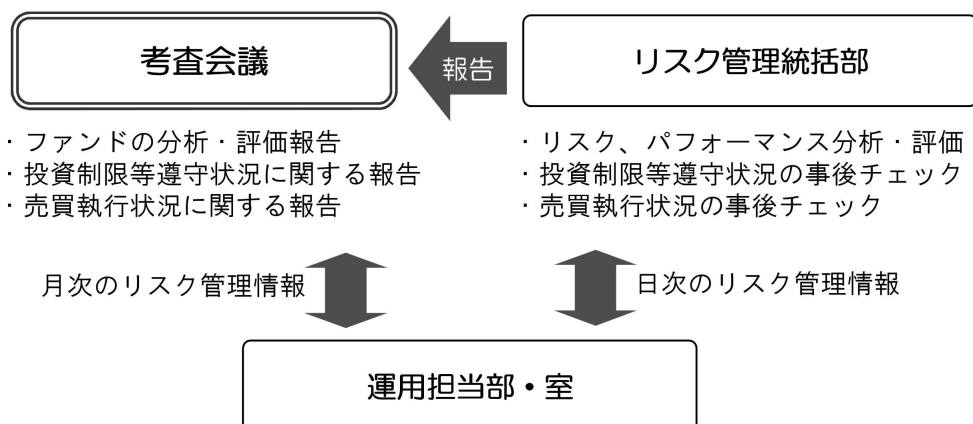 考査会議
報告
リスク管理統括部
・ファンドの分析・評価報告
・投資制限等遵守状況に関する報告
・売買執行状況に関する報告
・リスク、パフォーマンス分析・評価
・投資制限等遵守状況の事後チェック
・売買執行状況の事後チェック
月次のリスク管理情報
日次のリスク管理情報
運用担当部・室